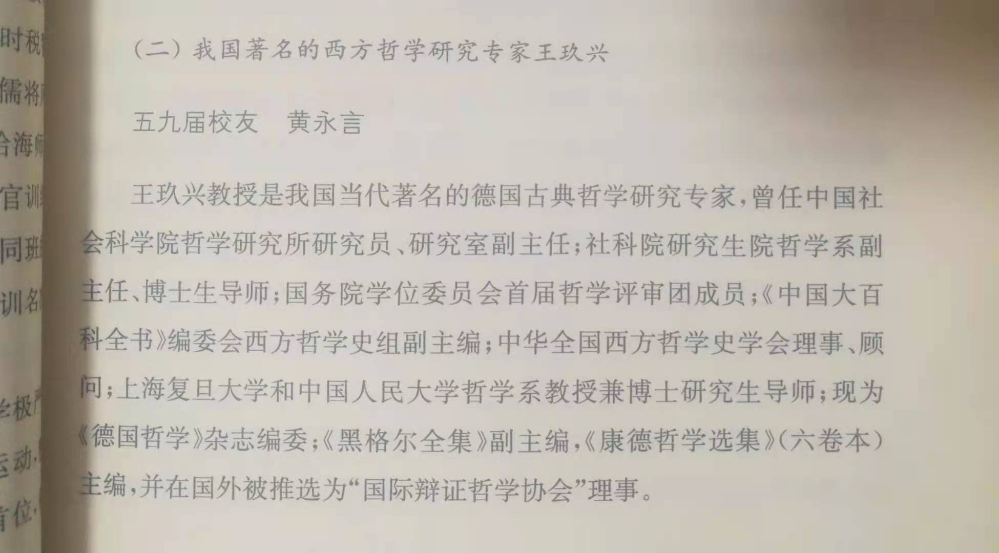 时税
儒将
台海师
官训
同班
训名
学极严
运动
首位
（二）我国著名的西方哲学研究专家王玖兴
五九届校友　黄永言
王玖兴教授是我国当代著名的德国古典哲学研究专家，曾任中国社
会科学院哲学研究所研究员、研究室副主任；社科院研究生院哲学系副
主任、博士生导师；国务院学位委员会首届哲学评审团成员；《中国大百
科全书》编委会西方哲学史组副主编；中华全国西方哲学史学会理事、顾
问；上海复旦大学和中国人民大学哲学系教授兼博士研究生导师；现为
《德国哲学》杂志编委；《黑格尔全集》副主编，《康德哲学选集》（六卷本）
主编，并在国外被推选为“国际辩证哲学协会”理事。